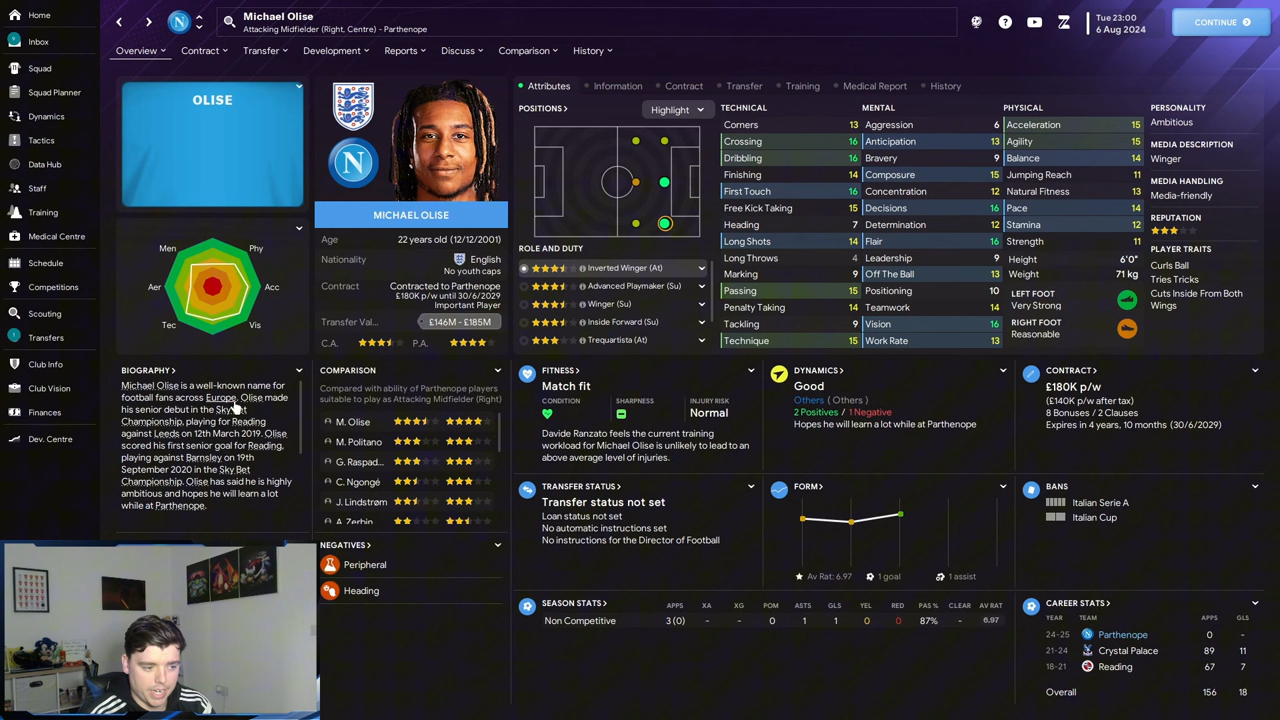 Home
Inbox
Squad
Squad Planner
Dynamics
Tactics
Data Hub
Staff
Training
Medical Centre
Schedule
Competitions
Scouting
Transfers
Club Info
Club Vision
Finances
Dev. Centre
Michael Olise
Attacking Midfielder (Right, Centre) - Parthenope
Tue 23:00
6 Aug 2024
CONTINUE
Overview
Contract
Transfer
Development
Reports
Discuss
Comparison
History
OLISE
MICHAEL OLISE
Age 22 years old (12/12/2001)
Nationality English
No youth caps
Contract Contracted to Parthenope
£180K p/w until 30/6/2029
Important Player
Transfer Val... £146M - £185M
C.A. P.A.
Men Phy
Aer Acc
Tec Vis
Attributes Information Contract Transfer Training Medical Report History
POSITIONS
Highlight
ROLE AND DUTY
Inverted Winger (At)
Advanced Playmaker (Su)
Winger (Su)
Inside Forward (Su)
Trequartista (At)
TECHNICAL
Corners 13
Crossing 16
Dribbling 16
Finishing 14
First Touch 16
Free Kick Taking 15
Heading 7
Long Shots 14
Long Throws 4
Marking 9
Passing 15
Penalty Taking 14
Tackling 9
Technique 15
MENTAL
Aggression 6
Anticipation 13
Bravery 9
Composure 15
Concentration 12
Decisions 16
Determination 12
Flair 16
Leadership 9
Off The Ball 13
Positioning 10
Teamwork 14
Vision 16
Work Rate 13
PHYSICAL
Acceleration 15
Agility 15
Balance 14
Jumping Reach 11
Natural Fitness 13
Pace 14
Stamina 12
Strength 11
Height 6'0"
Weight 71 kg
LEFT FOOT
Very Strong
RIGHT FOOT
Reasonable
PERSONALITY
Ambitious
MEDIA DESCRIPTION
Winger
MEDIA HANDLING
Media-friendly
REPUTATION
PLAYER TRAITS
Curls Ball
Tries Tricks
Cuts Inside From Both
Wings
BIOGRAPHY
Michael Olise is a well-known name for
football fans across Europe. Olise made
his senior debut in the Sky Bet
Championship, playing for Reading
against Leeds on 12th March 2019. Olise
scored his first senior goal for Reading,
playing against Barnsley on 19th
September 2020 in the Sky Bet
Championship. Olise has said he is highly
ambitious and hopes he will learn a lot
while at Parthenope.
COMPARISON
Compared with ability of Parthenope players
suitable to play as Attacking Midfielder (Right)
M. Olise
M. Politano
G. Raspad...
C. Ngongé
J. Lindstrøm
A. Zerbin
NEGATIVES
Peripheral
Heading
FITNESS
Match fit
CONDITION SHARPNESS INJURY RISK
Normal
Davide Ranzato feels the current training
workload for Michael Olise is unlikely to lead to an
above average level of injuries.
DYNAMICS
Good
Others (Others)
2 Positives / 1 Negative
Hopes he will learn a lot while at Parthenope
CONTRACT
£180K p/w
(£140K p/w after tax)
8 Bonuses / 2 Clauses
Expires in 4 years, 10 months (30/6/2029)
TRANSFER STATUS
Transfer status not set
Loan status not set
No automatic instructions set
No instructions for the Director of Football
FORM
Av Rat: 6.97 1 goal 1 assist
BANS
Italian Serie A
Italian Cup
SEASON STATS APPS XA XG POM ASTS GLS YEL RED PAS % CLEAR AV RAT
Non Competitive 3 (0) - - 0 1 1 0 0 87% - 6.97
CAREER STATS
YEAR TEAM APPS GLS
24-25 Parthenope 0 -
21-24 Crystal Palace 89 11
18-21 Reading 67 7
Overall 156 18